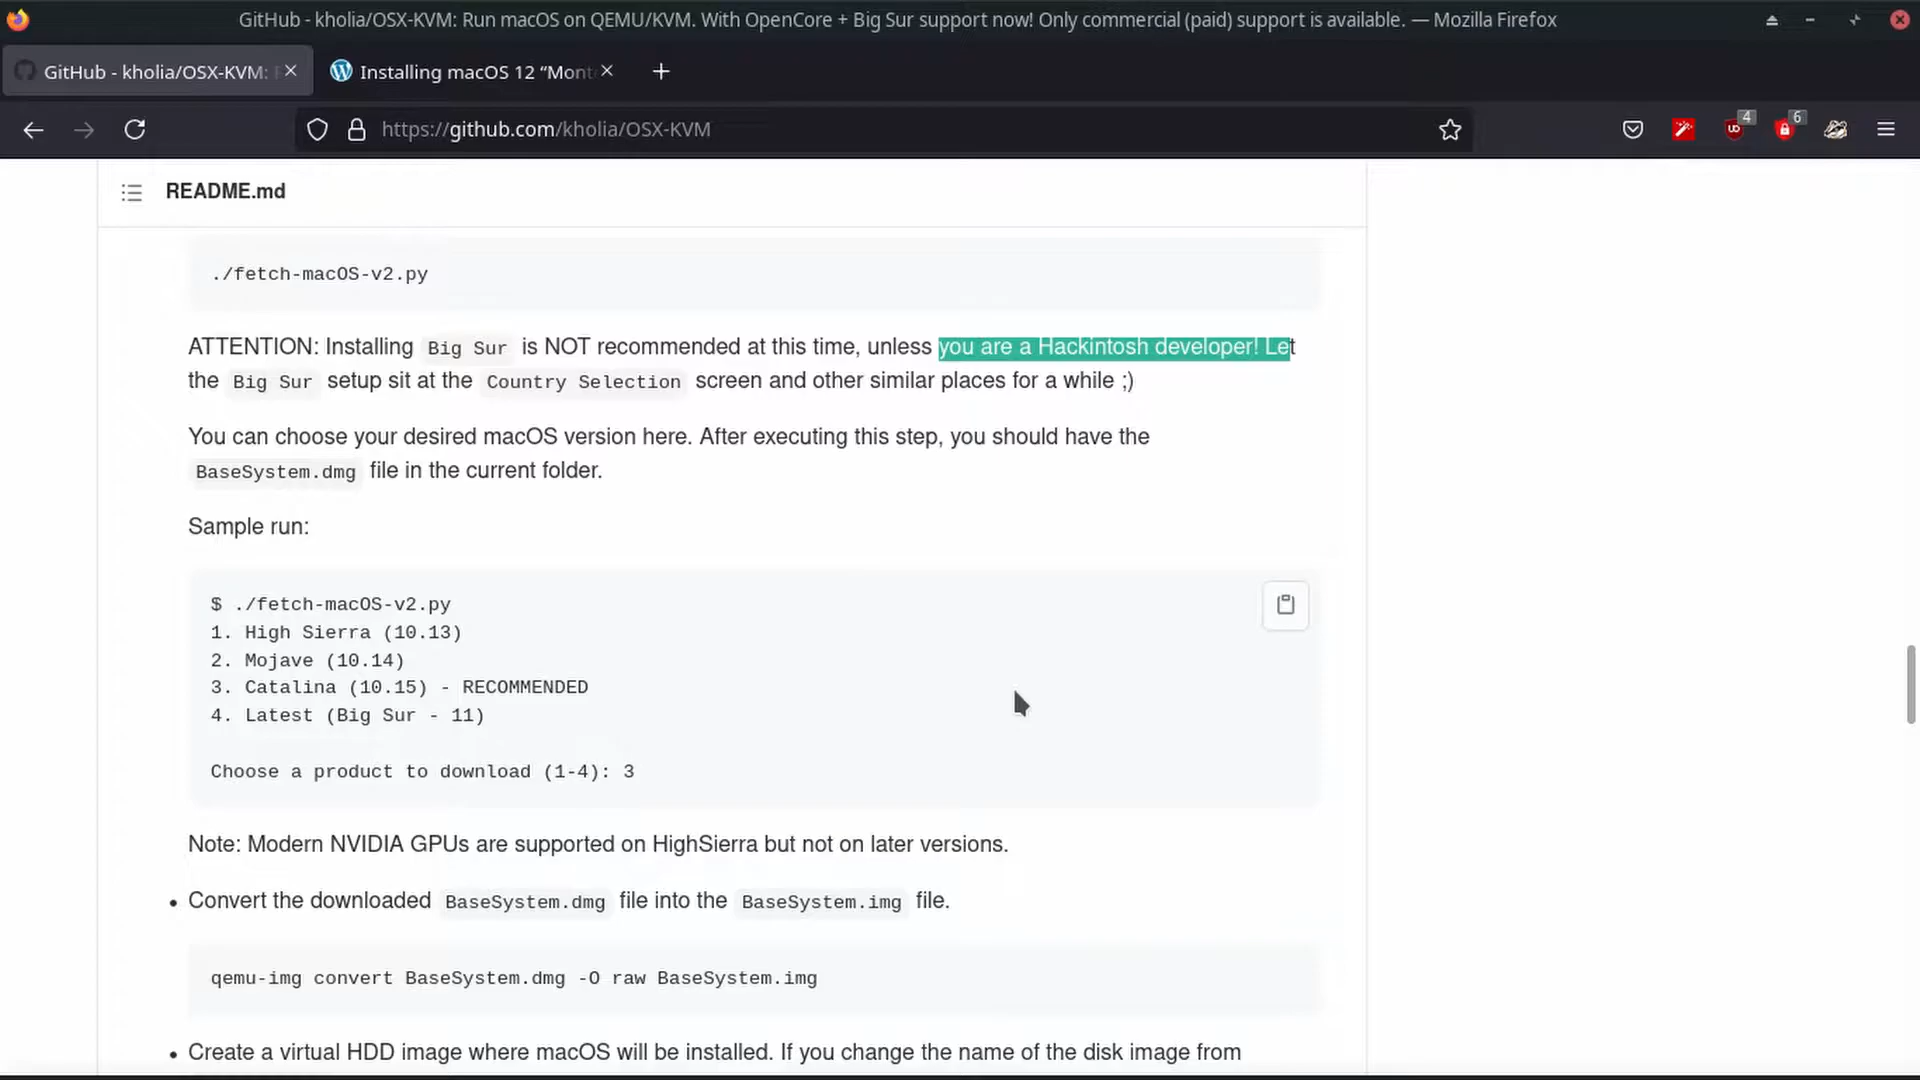 GitHub - kholia/OSX-KVM: Run macOS on QEMU/KVM. With OpenCore + Big Sur support now! Only commercial (paid) support is available. — Mozilla Firefox
GitHub - kholia/OSX-KVM:
Installing macOS 12 “Mont
https://github.com/kholia/OSX-KVM
4
6
README.md
./fetch-macOS-v2.py
ATTENTION: Installing Big Sur is NOT recommended at this time, unless you are a Hackintosh developer! Let
the Big Sur setup sit at the Country Selection screen and other similar places for a while ;)
You can choose your desired macOS version here. After executing this step, you should have the
BaseSystem.dmg file in the current folder.
Sample run:
$ ./fetch-macOS-v2.py
1. High Sierra (10.13)
2. Mojave (10.14)
3. Catalina (10.15) - RECOMMENDED
4. Latest (Big Sur - 11)
Choose a product to download (1-4): 3
Note: Modern NVIDIA GPUs are supported on HighSierra but not on later versions.
• Convert the downloaded BaseSystem.dmg file into the BaseSystem.img file.
qemu-img convert BaseSystem.dmg -O raw BaseSystem.img
• Create a virtual HDD image where macOS will be installed. If you change the name of the disk image from